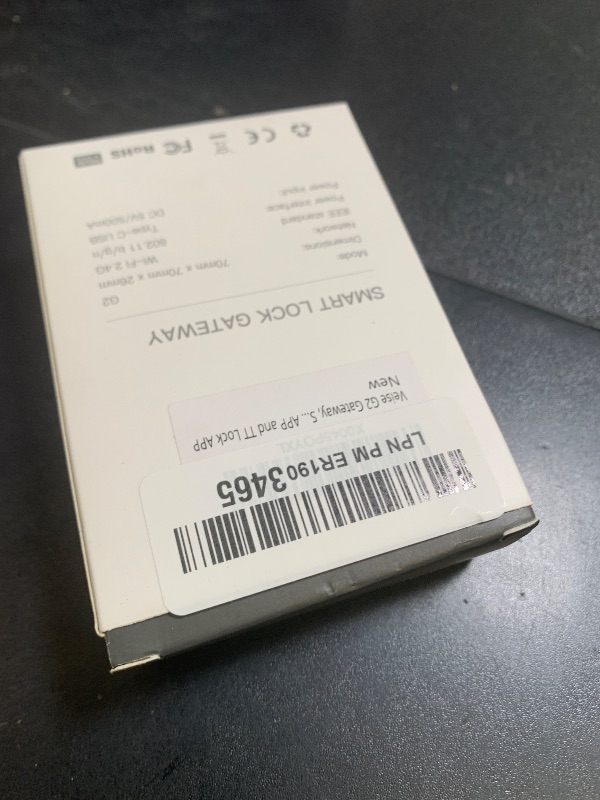 SMART LOCK GATEWAY
Mode: G2
Dimensions: 70mm x 70mm x 26mm
Network: Wi-Fi 2.4G
IEEE standard 802.11 b/g/n
Power interface: Type-C USB
Power input: DC 5V/500mA
CE FC RoHS
LPN PM ER1903465
Veise G2 Gateway, S... APP and TT Lock APP
New